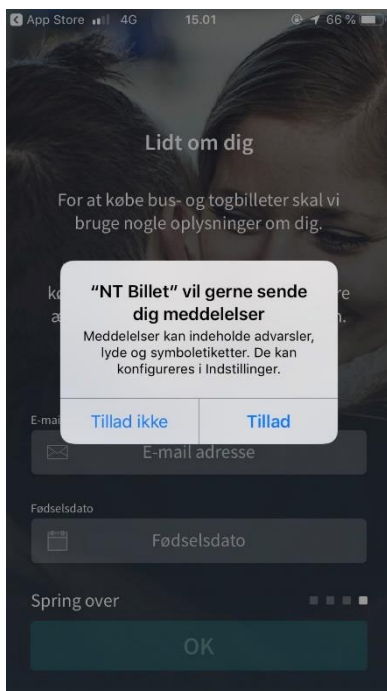 App Store 4G 15.01 66 %
Lidt om dig
For at købe bus- og togbilletter skal vi
bruge nogle oplysninger om dig.
"NT Billet" vil gerne sende
dig meddelelser
Meddelelser kan indeholde advarsler,
lyde og symboletiketter. De kan
konfigureres i Indstillinger.
Tillad ikke Tillad
E-mail adresse
Fødselsdato
Fødselsdato
Spring over
OK